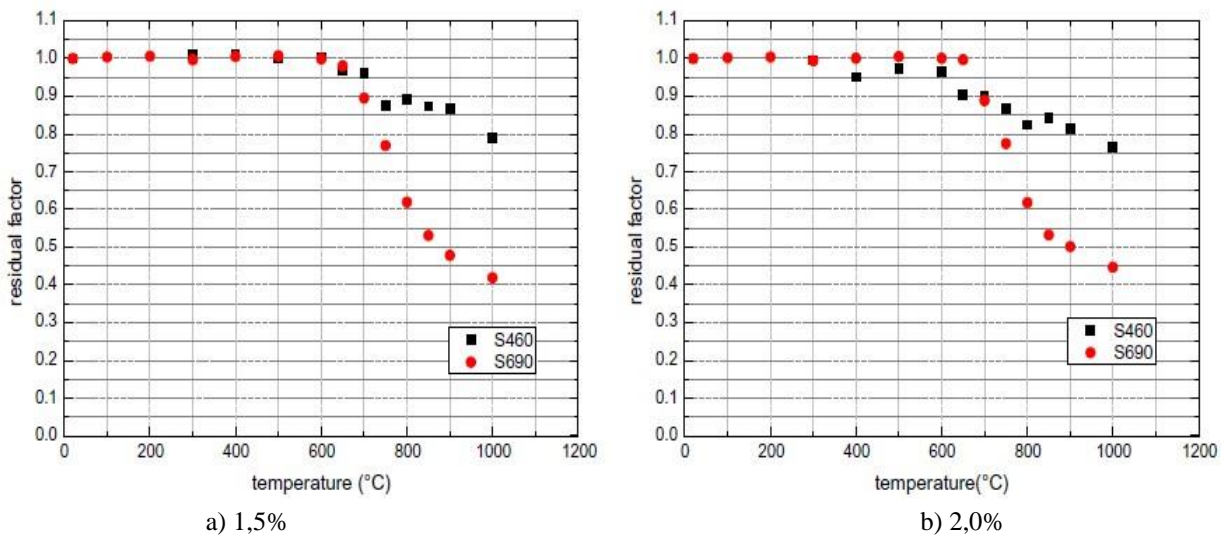 1.1
1.0
0.9
0.8
0.7
0.6
0.5
0.4
0.3
0.2
0.1
0.0
residual factor
S460
S690
0 200 400 600 800 1000 1200
temperature (°C)
a) 1,5%
1.1
1.0
0.9
0.8
0.7
0.6
0.5
0.4
0.3
0.2
0.1
0.0
residual factor
S460
S690
0 200 400 600 800 1000 1200
temperature(°C)
b) 2,0%